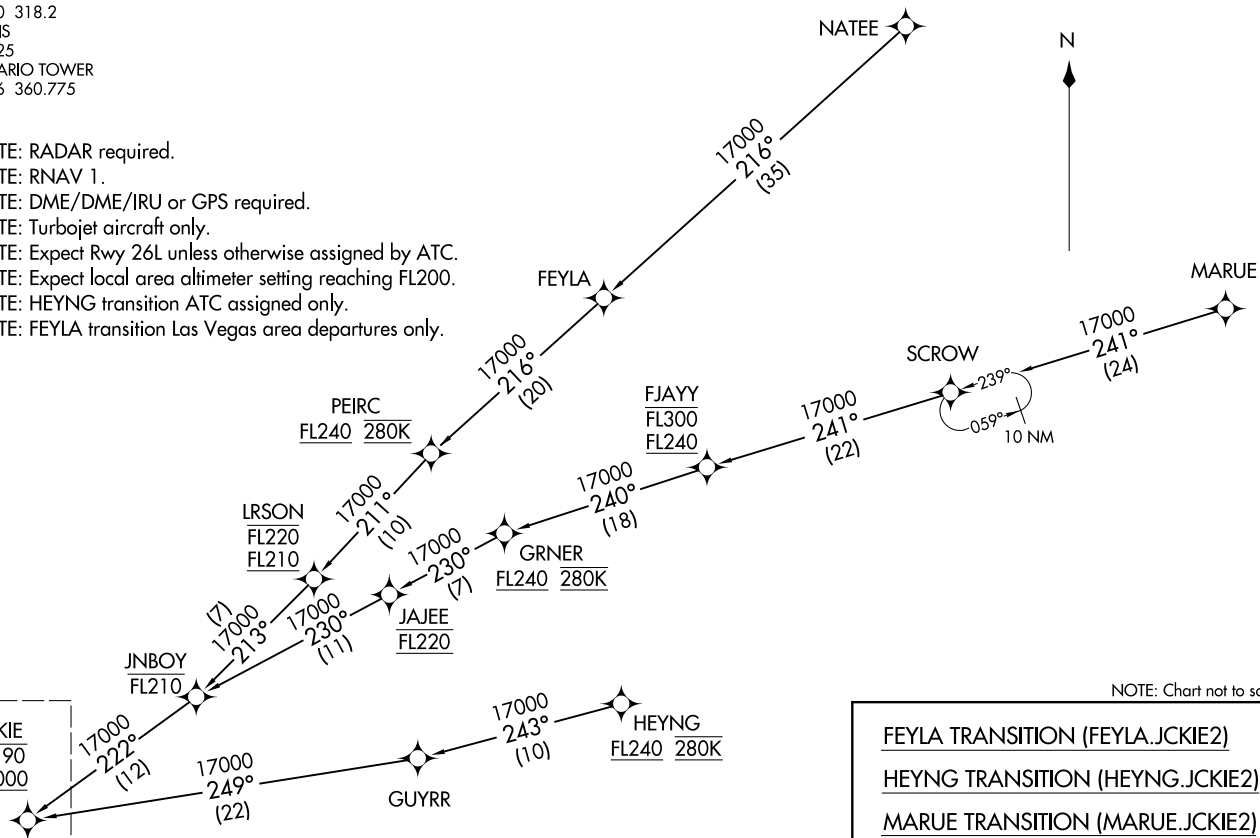 318.2
25
ARIO TOWER
360.775
TE: RADAR required.
TE: RNAV 1.
TE: DME/DME/IRU or GPS required.
TE: Turbojet aircraft only.
TE: Expect Rwy 26L unless otherwise assigned by ATC.
TE: Expect local area altimeter setting reaching FL200.
TE: HEYNG transition ATC assigned only.
TE: FEYLA transition Las Vegas area departures only.
NATEE
N
17000
216°
(35)
FEYLA
MARUE
17000
241°
(24)
SCROW
239°
059°
10 NM
17000
216°
(20)
PEIRC
FL240 280K
FJAYY
FL300
FL240
17000
241°
(22)
17000
240°
(18)
17000
211°
(10)
LRSON
FL220
FL210
GRNER
FL240 280K
17000
230°
(7)
JAJEE
FL220
17000
230°
(11)
(7)
17000
213°
JNBOY
FL210
NOTE: Chart not to sc
KIE
90
000
17000
222°
(12)
17000
243°
(10)
HEYNG
FL240 280K
17000
249°
(22)
GUYRR
FEYLA TRANSITION (FEYLA.JCKIE2)
HEYNG TRANSITION (HEYNG.JCKIE2)
MARUE TRANSITION (MARUE.JCKIE2)